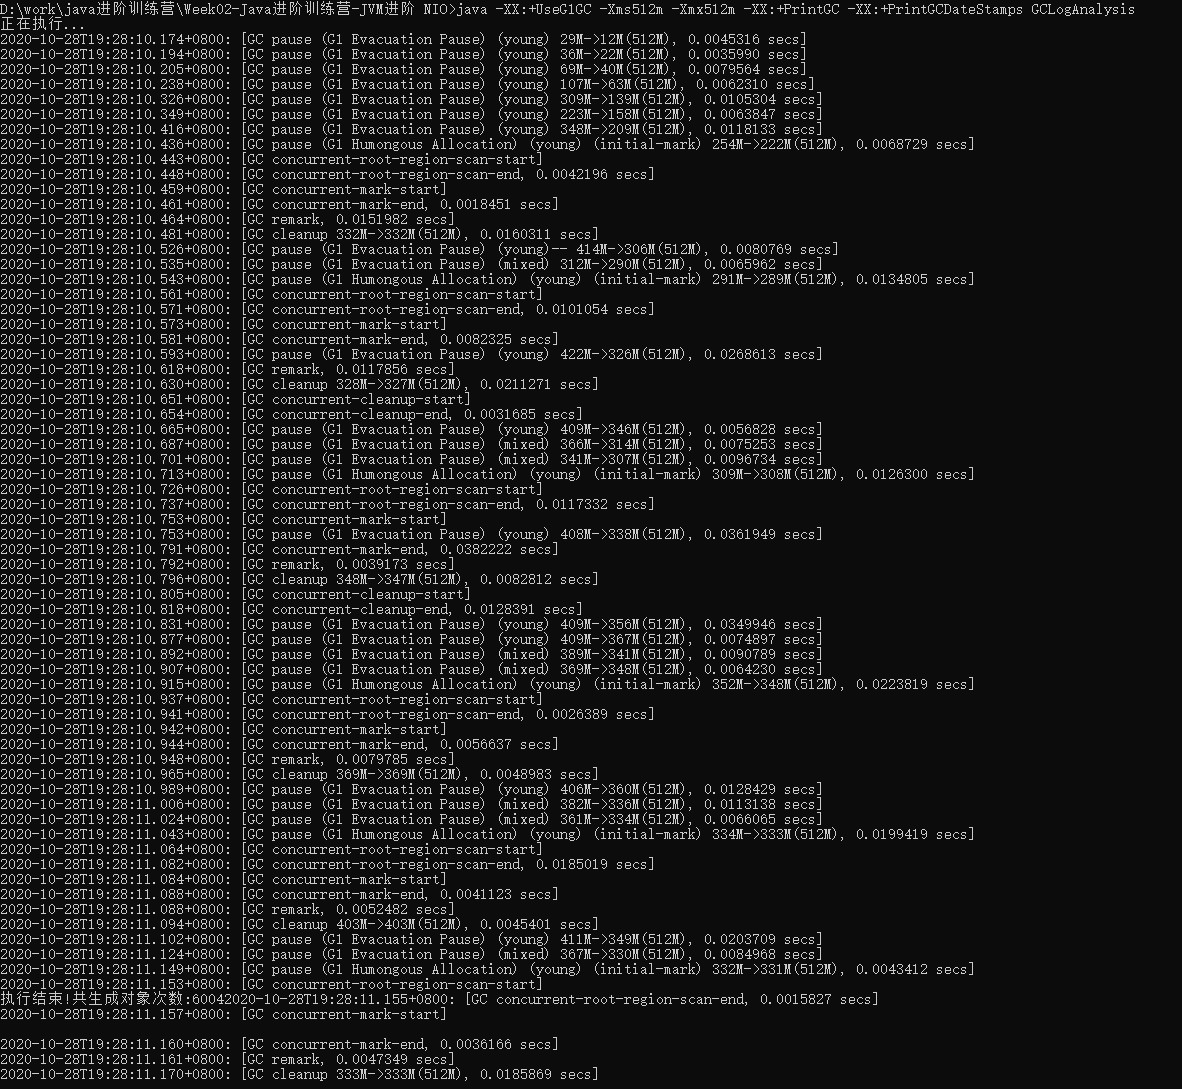 D:\work\java进阶训练营\Week02-Java进阶训练营-JVM进阶 NIO>java -XX:+UseG1GC -Xms512m -Xmx512m -XX:+PrintGC -XX:+PrintGCDateStamps GCLogAnalysis
正在执行...
2020-10-28T19:28:10.174+0800: [GC pause (G1 Evacuation Pause) (young) 29M->12M(512M), 0.0045316 secs]
2020-10-28T19:28:10.194+0800: [GC pause (G1 Evacuation Pause) (young) 36M->22M(512M), 0.0035990 secs]
2020-10-28T19:28:10.205+0800: [GC pause (G1 Evacuation Pause) (young) 69M->40M(512M), 0.0079564 secs]
2020-10-28T19:28:10.238+0800: [GC pause (G1 Evacuation Pause) (young) 107M->63M(512M), 0.0062310 secs]
2020-10-28T19:28:10.326+0800: [GC pause (G1 Evacuation Pause) (young) 309M->139M(512M), 0.0105304 secs]
2020-10-28T19:28:10.349+0800: [GC pause (G1 Evacuation Pause) (young) 223M->158M(512M), 0.0063847 secs]
2020-10-28T19:28:10.416+0800: [GC pause (G1 Evacuation Pause) (young) 348M->209M(512M), 0.0118133 secs]
2020-10-28T19:28:10.436+0800: [GC pause (G1 Humongous Allocation) (young) (initial-mark) 254M->222M(512M), 0.0068729 secs]
2020-10-28T19:28:10.443+0800: [GC concurrent-root-region-scan-start]
2020-10-28T19:28:10.448+0800: [GC concurrent-root-region-scan-end, 0.0042196 secs]
2020-10-28T19:28:10.459+0800: [GC concurrent-mark-start]
2020-10-28T19:28:10.461+0800: [GC concurrent-mark-end, 0.0018451 secs]
2020-10-28T19:28:10.464+0800: [GC remark, 0.0151982 secs]
2020-10-28T19:28:10.481+0800: [GC cleanup 332M->332M(512M), 0.0160311 secs]
2020-10-28T19:28:10.526+0800: [GC pause (G1 Evacuation Pause) (young)-- 414M->306M(512M), 0.0080769 secs]
2020-10-28T19:28:10.535+0800: [GC pause (G1 Evacuation Pause) (mixed) 312M->290M(512M), 0.0065962 secs]
2020-10-28T19:28:10.543+0800: [GC pause (G1 Humongous Allocation) (young) (initial-mark) 291M->289M(512M), 0.0134805 secs]
2020-10-28T19:28:10.561+0800: [GC concurrent-root-region-scan-start]
2020-10-28T19:28:10.571+0800: [GC concurrent-root-region-scan-end, 0.0101054 secs]
2020-10-28T19:28:10.573+0800: [GC concurrent-mark-start]
2020-10-28T19:28:10.581+0800: [GC concurrent-mark-end, 0.0082325 secs]
2020-10-28T19:28:10.593+0800: [GC pause (G1 Evacuation Pause) (young) 422M->326M(512M), 0.0268613 secs]
2020-10-28T19:28:10.618+0800: [GC remark, 0.0117856 secs]
2020-10-28T19:28:10.630+0800: [GC cleanup 328M->327M(512M), 0.0211271 secs]
2020-10-28T19:28:10.651+0800: [GC concurrent-cleanup-start]
2020-10-28T19:28:10.654+0800: [GC concurrent-cleanup-end, 0.0031685 secs]
2020-10-28T19:28:10.665+0800: [GC pause (G1 Evacuation Pause) (young) 409M->346M(512M), 0.0056828 secs]
2020-10-28T19:28:10.687+0800: [GC pause (G1 Evacuation Pause) (mixed) 366M->314M(512M), 0.0075253 secs]
2020-10-28T19:28:10.701+0800: [GC pause (G1 Evacuation Pause) (mixed) 341M->307M(512M), 0.0096734 secs]
2020-10-28T19:28:10.713+0800: [GC pause (G1 Humongous Allocation) (young) (initial-mark) 309M->308M(512M), 0.0126300 secs]
2020-10-28T19:28:10.726+0800: [GC concurrent-root-region-scan-start]
2020-10-28T19:28:10.737+0800: [GC concurrent-root-region-scan-end, 0.0117332 secs]
2020-10-28T19:28:10.753+0800: [GC concurrent-mark-start]
2020-10-28T19:28:10.753+0800: [GC pause (G1 Evacuation Pause) (young) 408M->338M(512M), 0.0361949 secs]
2020-10-28T19:28:10.791+0800: [GC concurrent-mark-end, 0.0382222 secs]
2020-10-28T19:28:10.792+0800: [GC remark, 0.0039173 secs]
2020-10-28T19:28:10.796+0800: [GC cleanup 348M->347M(512M), 0.0082812 secs]
2020-10-28T19:28:10.805+0800: [GC concurrent-cleanup-start]
2020-10-28T19:28:10.818+0800: [GC concurrent-cleanup-end, 0.0128391 secs]
2020-10-28T19:28:10.831+0800: [GC pause (G1 Evacuation Pause) (young) 409M->356M(512M), 0.0349946 secs]
2020-10-28T19:28:10.877+0800: [GC pause (G1 Evacuation Pause) (young) 409M->367M(512M), 0.0074897 secs]
2020-10-28T19:28:10.892+0800: [GC pause (G1 Evacuation Pause) (mixed) 389M->341M(512M), 0.0090789 secs]
2020-10-28T19:28:10.907+0800: [GC pause (G1 Evacuation Pause) (mixed) 369M->348M(512M), 0.0064230 secs]
2020-10-28T19:28:10.915+0800: [GC pause (G1 Humongous Allocation) (young) (initial-mark) 352M->348M(512M), 0.0223819 secs]
2020-10-28T19:28:10.937+0800: [GC concurrent-root-region-scan-start]
2020-10-28T19:28:10.941+0800: [GC concurrent-root-region-scan-end, 0.0026389 secs]
2020-10-28T19:28:10.942+0800: [GC concurrent-mark-start]
2020-10-28T19:28:10.944+0800: [GC concurrent-mark-end, 0.0056637 secs]
2020-10-28T19:28:10.948+0800: [GC remark, 0.0079785 secs]
2020-10-28T19:28:10.965+0800: [GC cleanup 369M->369M(512M), 0.0048983 secs]
2020-10-28T19:28:10.989+0800: [GC pause (G1 Evacuation Pause) (young) 406M->360M(512M), 0.0128429 secs]
2020-10-28T19:28:11.006+0800: [GC pause (G1 Evacuation Pause) (mixed) 382M->336M(512M), 0.0113138 secs]
2020-10-28T19:28:11.024+0800: [GC pause (G1 Evacuation Pause) (mixed) 361M->334M(512M), 0.0066065 secs]
2020-10-28T19:28:11.043+0800: [GC pause (G1 Humongous Allocation) (young) (initial-mark) 334M->333M(512M), 0.0199419 secs]
2020-10-28T19:28:11.064+0800: [GC concurrent-root-region-scan-start]
2020-10-28T19:28:11.082+0800: [GC concurrent-root-region-scan-end, 0.0185019 secs]
2020-10-28T19:28:11.084+0800: [GC concurrent-mark-start]
2020-10-28T19:28:11.088+0800: [GC concurrent-mark-end, 0.0041123 secs]
2020-10-28T19:28:11.088+0800: [GC remark, 0.0052482 secs]
2020-10-28T19:28:11.094+0800: [GC cleanup 403M->403M(512M), 0.0045401 secs]
2020-10-28T19:28:11.102+0800: [GC pause (G1 Evacuation Pause) (young) 411M->349M(512M), 0.0203709 secs]
2020-10-28T19:28:11.124+0800: [GC pause (G1 Evacuation Pause) (mixed) 367M->330M(512M), 0.0084968 secs]
2020-10-28T19:28:11.149+0800: [GC pause (G1 Humongous Allocation) (young) (initial-mark) 332M->331M(512M), 0.0043412 secs]
2020-10-28T19:28:11.153+0800: [GC concurrent-root-region-scan-start]
执行结束!共生成对象次数:60042020-10-28T19:28:11.155+0800: [GC concurrent-root-region-scan-end, 0.0015827 secs]
2020-10-28T19:28:11.157+0800: [GC concurrent-mark-start]
2020-10-28T19:28:11.160+0800: [GC concurrent-mark-end, 0.0036166 secs]
2020-10-28T19:28:11.161+0800: [GC remark, 0.0047349 secs]
2020-10-28T19:28:11.170+0800: [GC cleanup 333M->333M(512M), 0.0185869 secs]